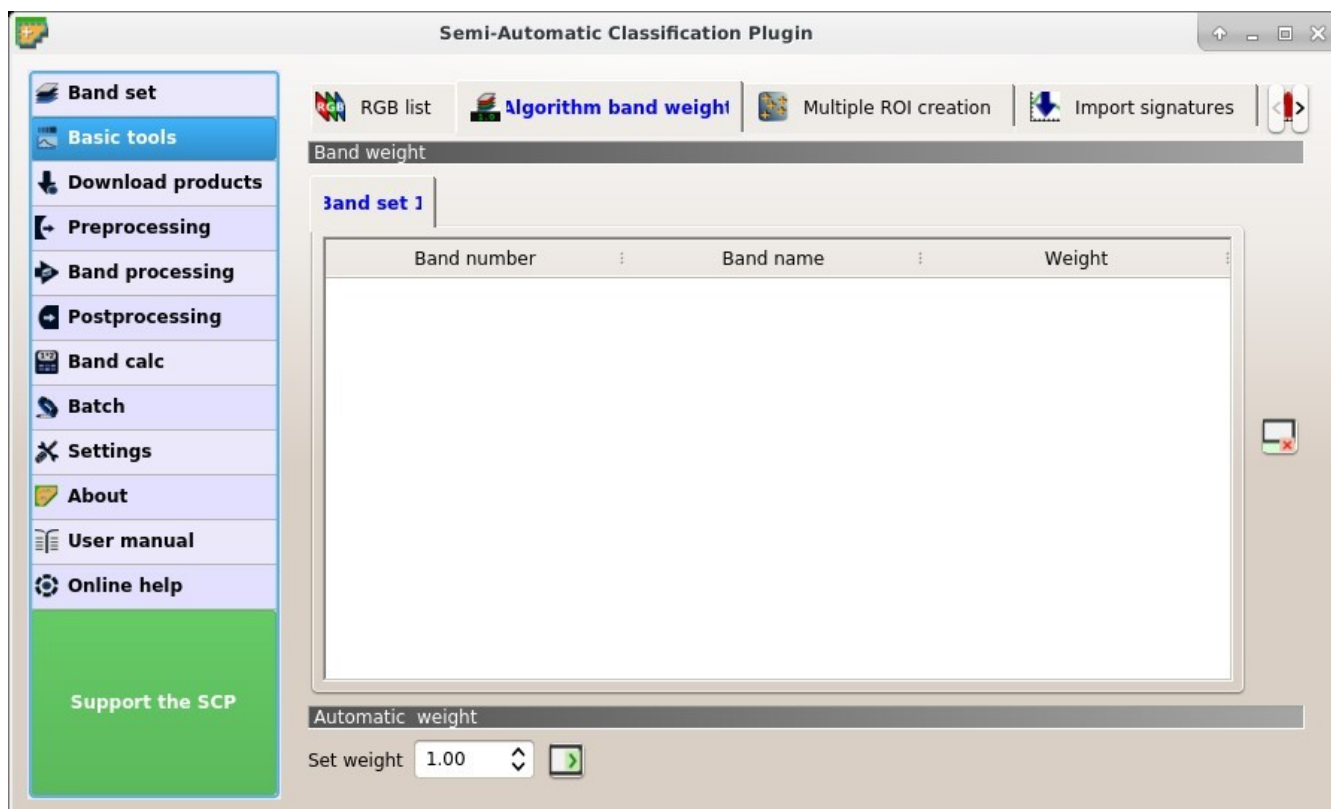 Semi-Automatic Classification Plugin
Band set
Basic tools
Download products
Preprocessing
Band processing
Postprocessing
Band calc
Batch
Settings
About
User manual
Online help
Support the SCP
RGB list
Algorithm band weight
Multiple ROI creation
Import signatures
Band weight
Band set 1
Band number Band name Weight
Automatic weight
Set weight 1.00